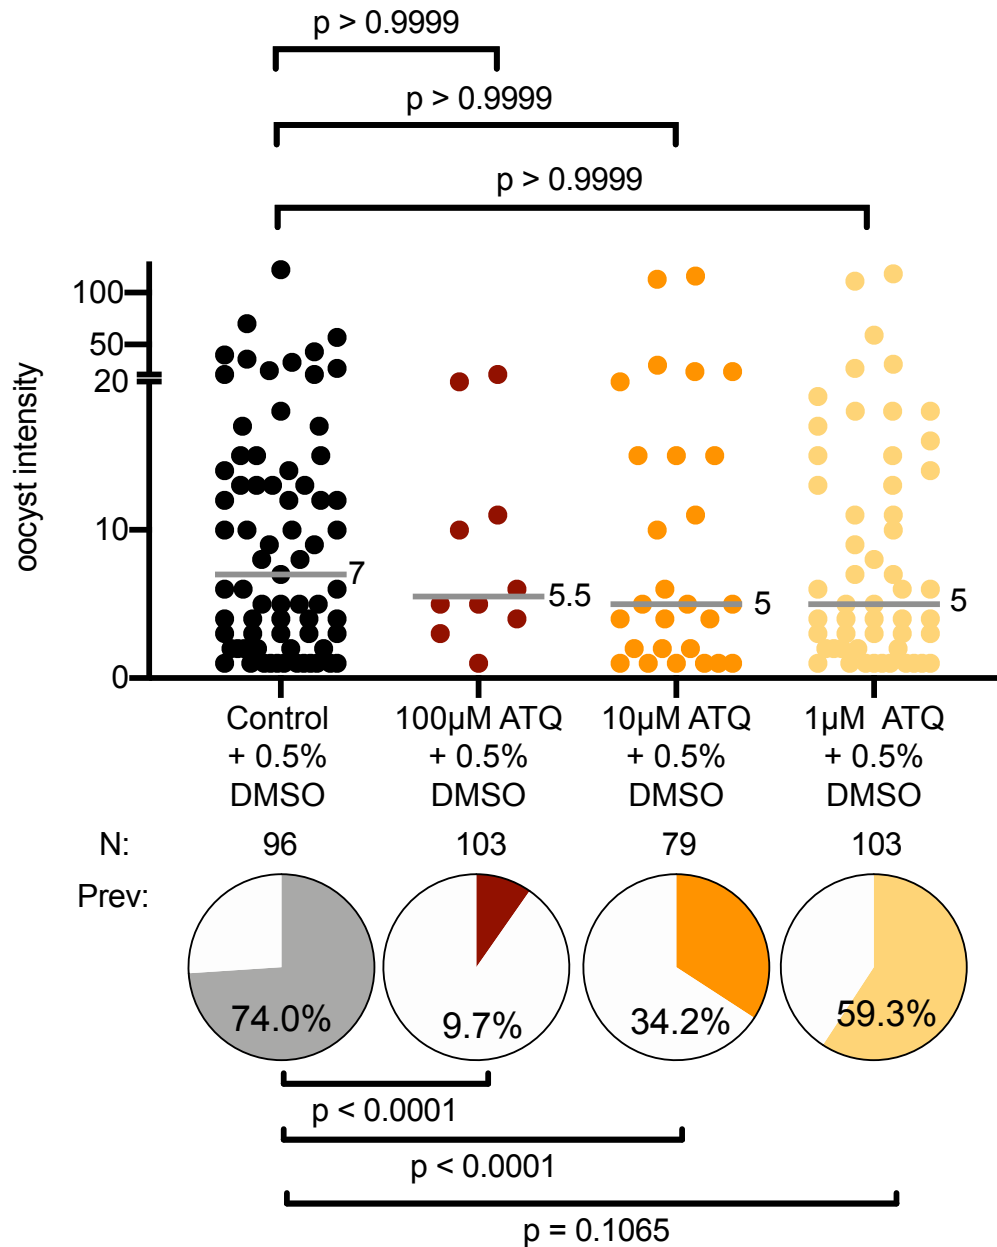 p > 0.9999
p > 0.9999
p > 0.9999
oocyst intensity
100
50
20
10
0
7
5.5
5
5
Control + 0.5% DMSO
100µM ATQ + 0.5% DMSO
10µM ATQ + 0.5% DMSO
1µM ATQ + 0.5% DMSO
N: 96 103 79 103
Prev:
74.0% 9.7% 34.2% 59.3%
p < 0.0001
p < 0.0001
p = 0.1065